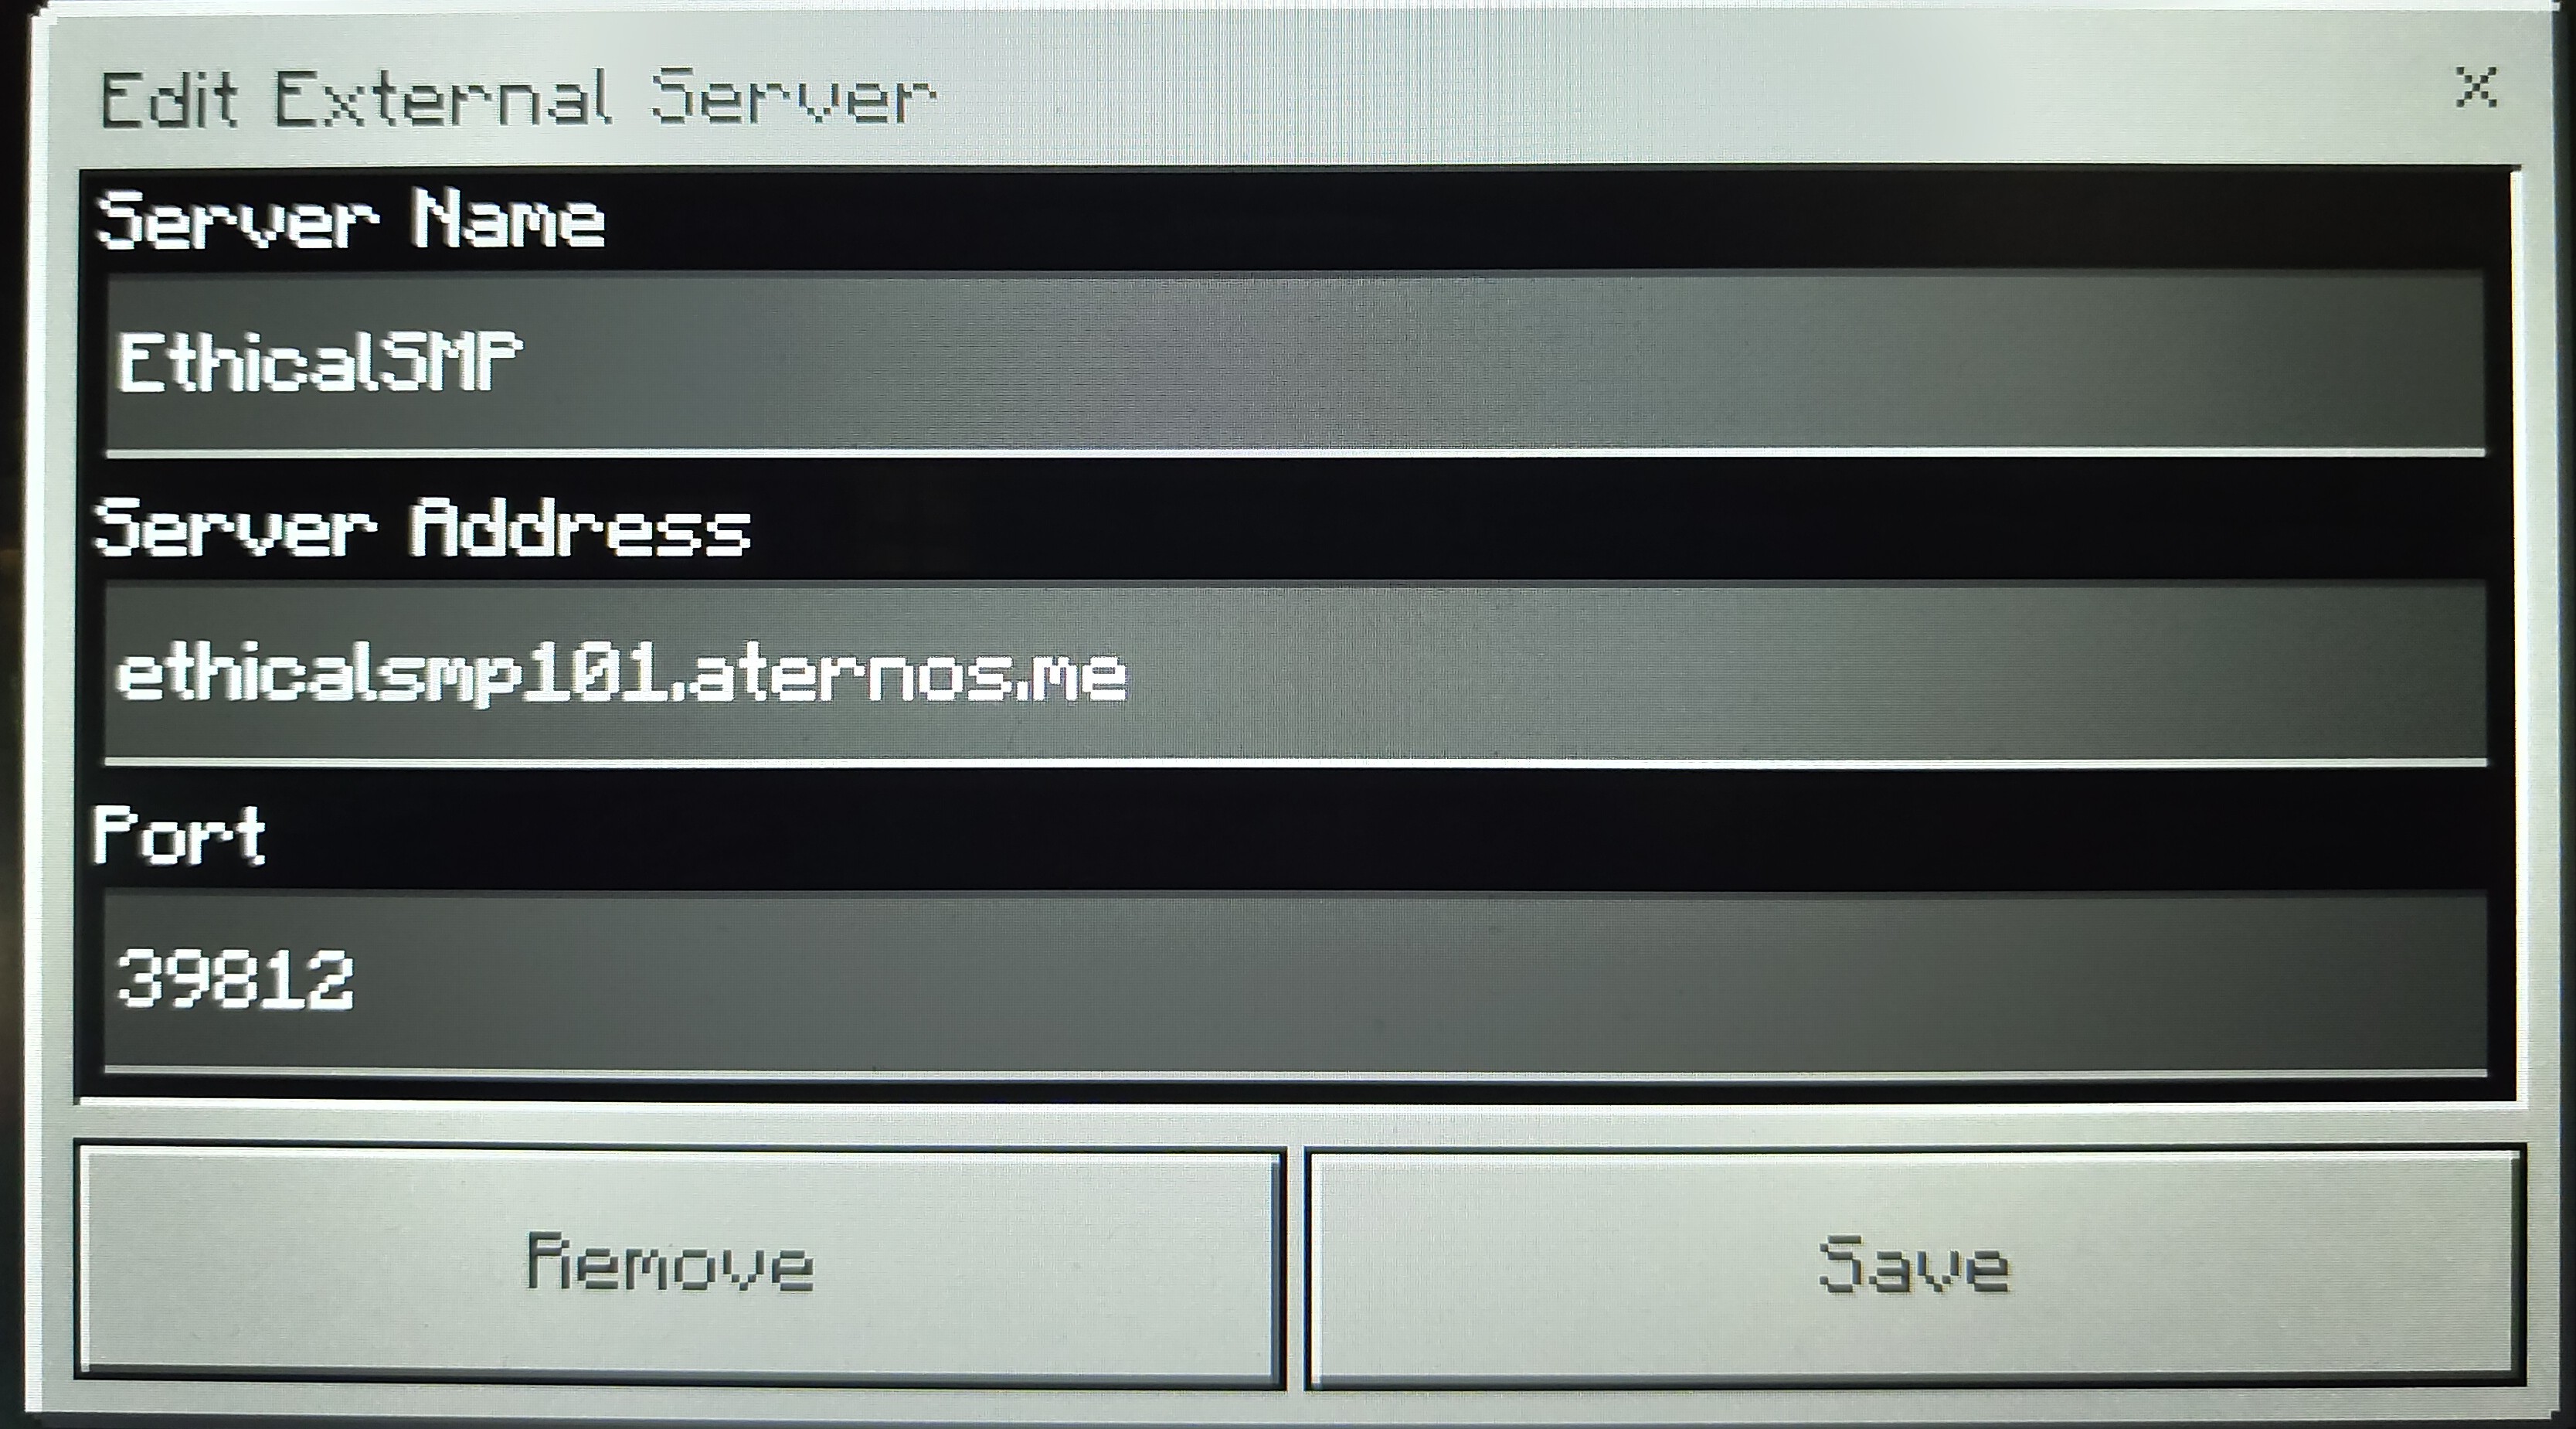 Edit External Server X
Server Name
EthicalSMP
Server Address
ethicalsmp101.aternos.me
Port
39812
Remove Save